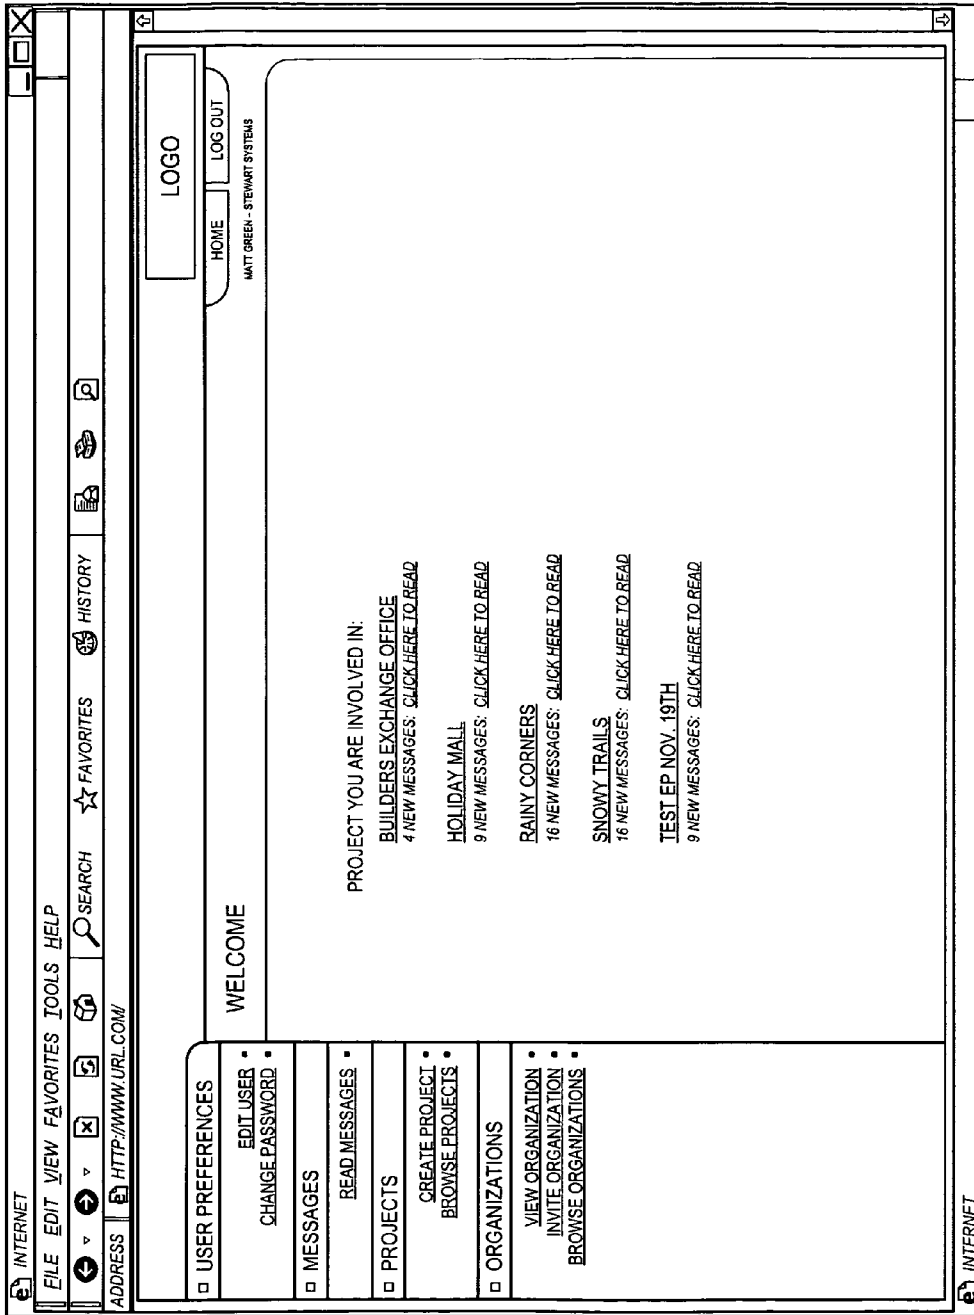 INTERNET
FILE EDIT VIEW FAVORITES TOOLS HELP
SEARCH FAVORITES HISTORY
ADDRESS HTTP://WWW.URL.COM/
LOGO
HOME LOG OUT
MATT GREEN - STEWART SYSTEMS
USER PREFERENCES
EDIT USER
CHANGE PASSWORD
MESSAGES
READ MESSAGES
PROJECTS
CREATE PROJECT
BROWSE PROJECTS
ORGANIZATIONS
VIEW ORGANIZATION
INVITE ORGANIZATION
BROWSE ORGANIZATIONS
WELCOME
PROJECT YOU ARE INVOLVED IN:
BUILDERS EXCHANGE OFFICE
4 NEW MESSAGES: CLICK HERE TO READ
HOLIDAY MALL
9 NEW MESSAGES: CLICK HERE TO READ
RAINY CORNERS
16 NEW MESSAGES: CLICK HERE TO READ
SNOWY TRAILS
16 NEW MESSAGES: CLICK HERE TO READ
TEST EP NOV. 19TH
9 NEW MESSAGES: CLICK HERE TO READ
INTERNET